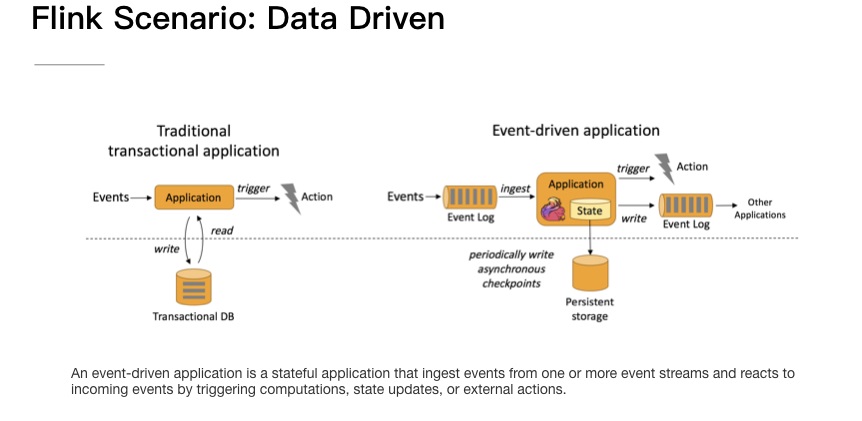 Flink Scenario: Data Driven
Traditional
transactional application
Events
Application
trigger
Action
read
write
Transactional DB
Event-driven application
Events
Event Log
ingest
Application
State
trigger
Action
write
Event Log
Other
Applications
periodically write
asynchronous
checkpoints
Persistent
storage
An event-driven application is a stateful application that ingest events from one or more event streams and reacts to
incoming events by triggering computations, state updates, or external actions.